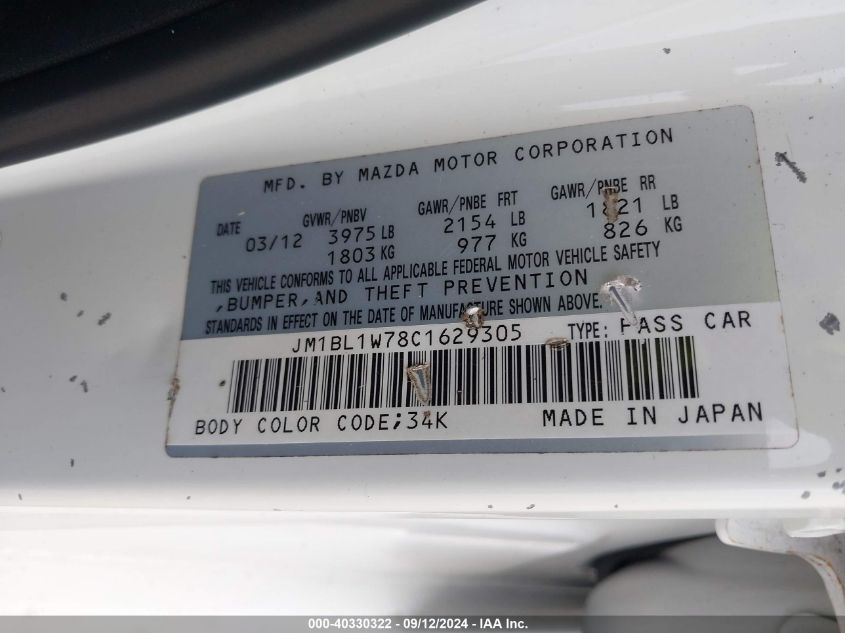 MFD. BY MAZDA MOTOR CORPORATION
DATE GVWR/PNBV GAWR/PNBE FRT GAWR/PNBE RR
03/12 3975 LB 2154 LB LB
1803 KG 977 KG 826 KG
THIS VEHICLE CONFORMS TO ALL APPLICABLE FEDERAL MOTOR VEHICLE SAFETY
,BUMPER,AND THEFT PREVENTION
STANDARDS IN EFFECT ON THE DATE OF MANUFACTURE SHOWN ABOVE.
JM1BL1W78C1629305 TYPE: PASS CAR
BODY COLOR CODE;34K MADE IN JAPAN
000-40330322 - 09/12/2024 - IAA Inc.